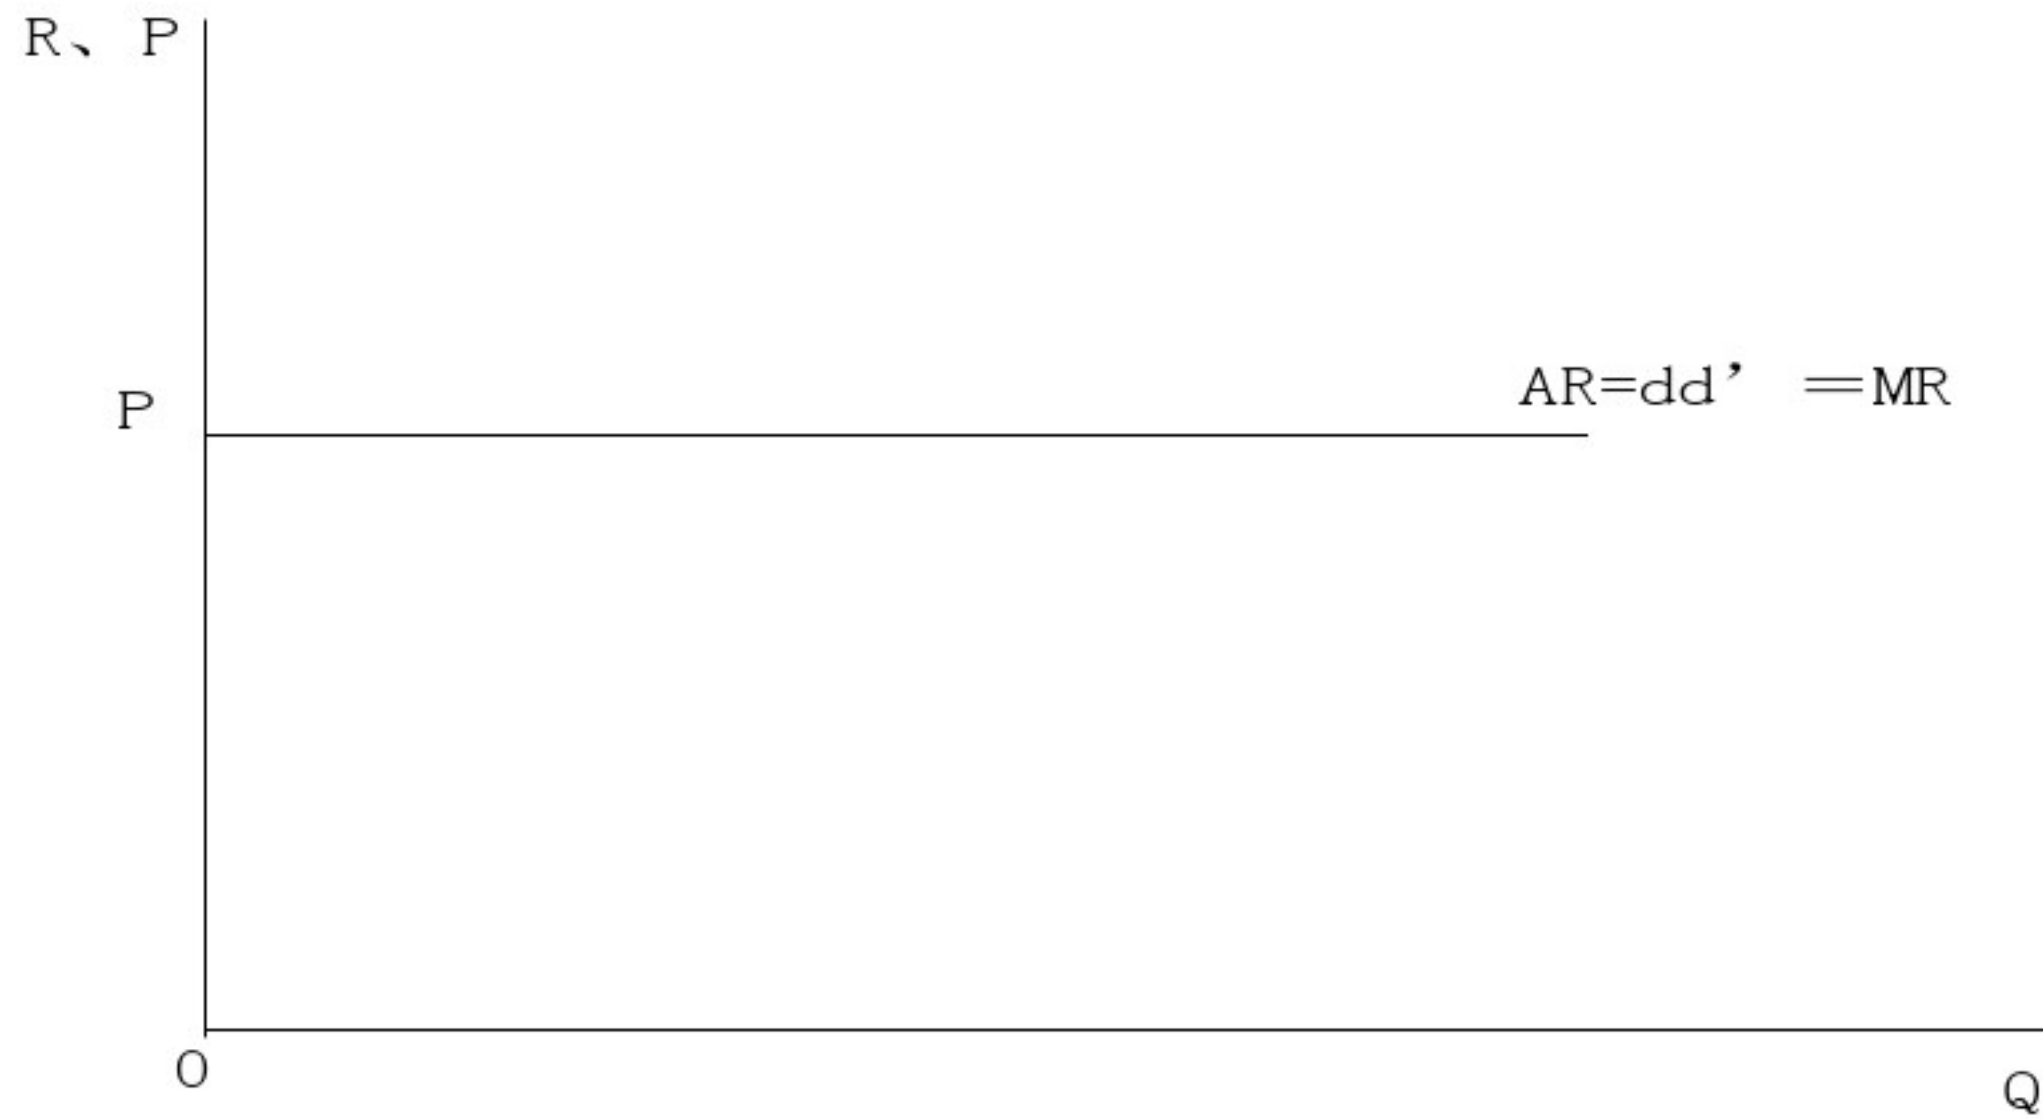 R、P
AR=dd’ ＝MR
P
O
Q